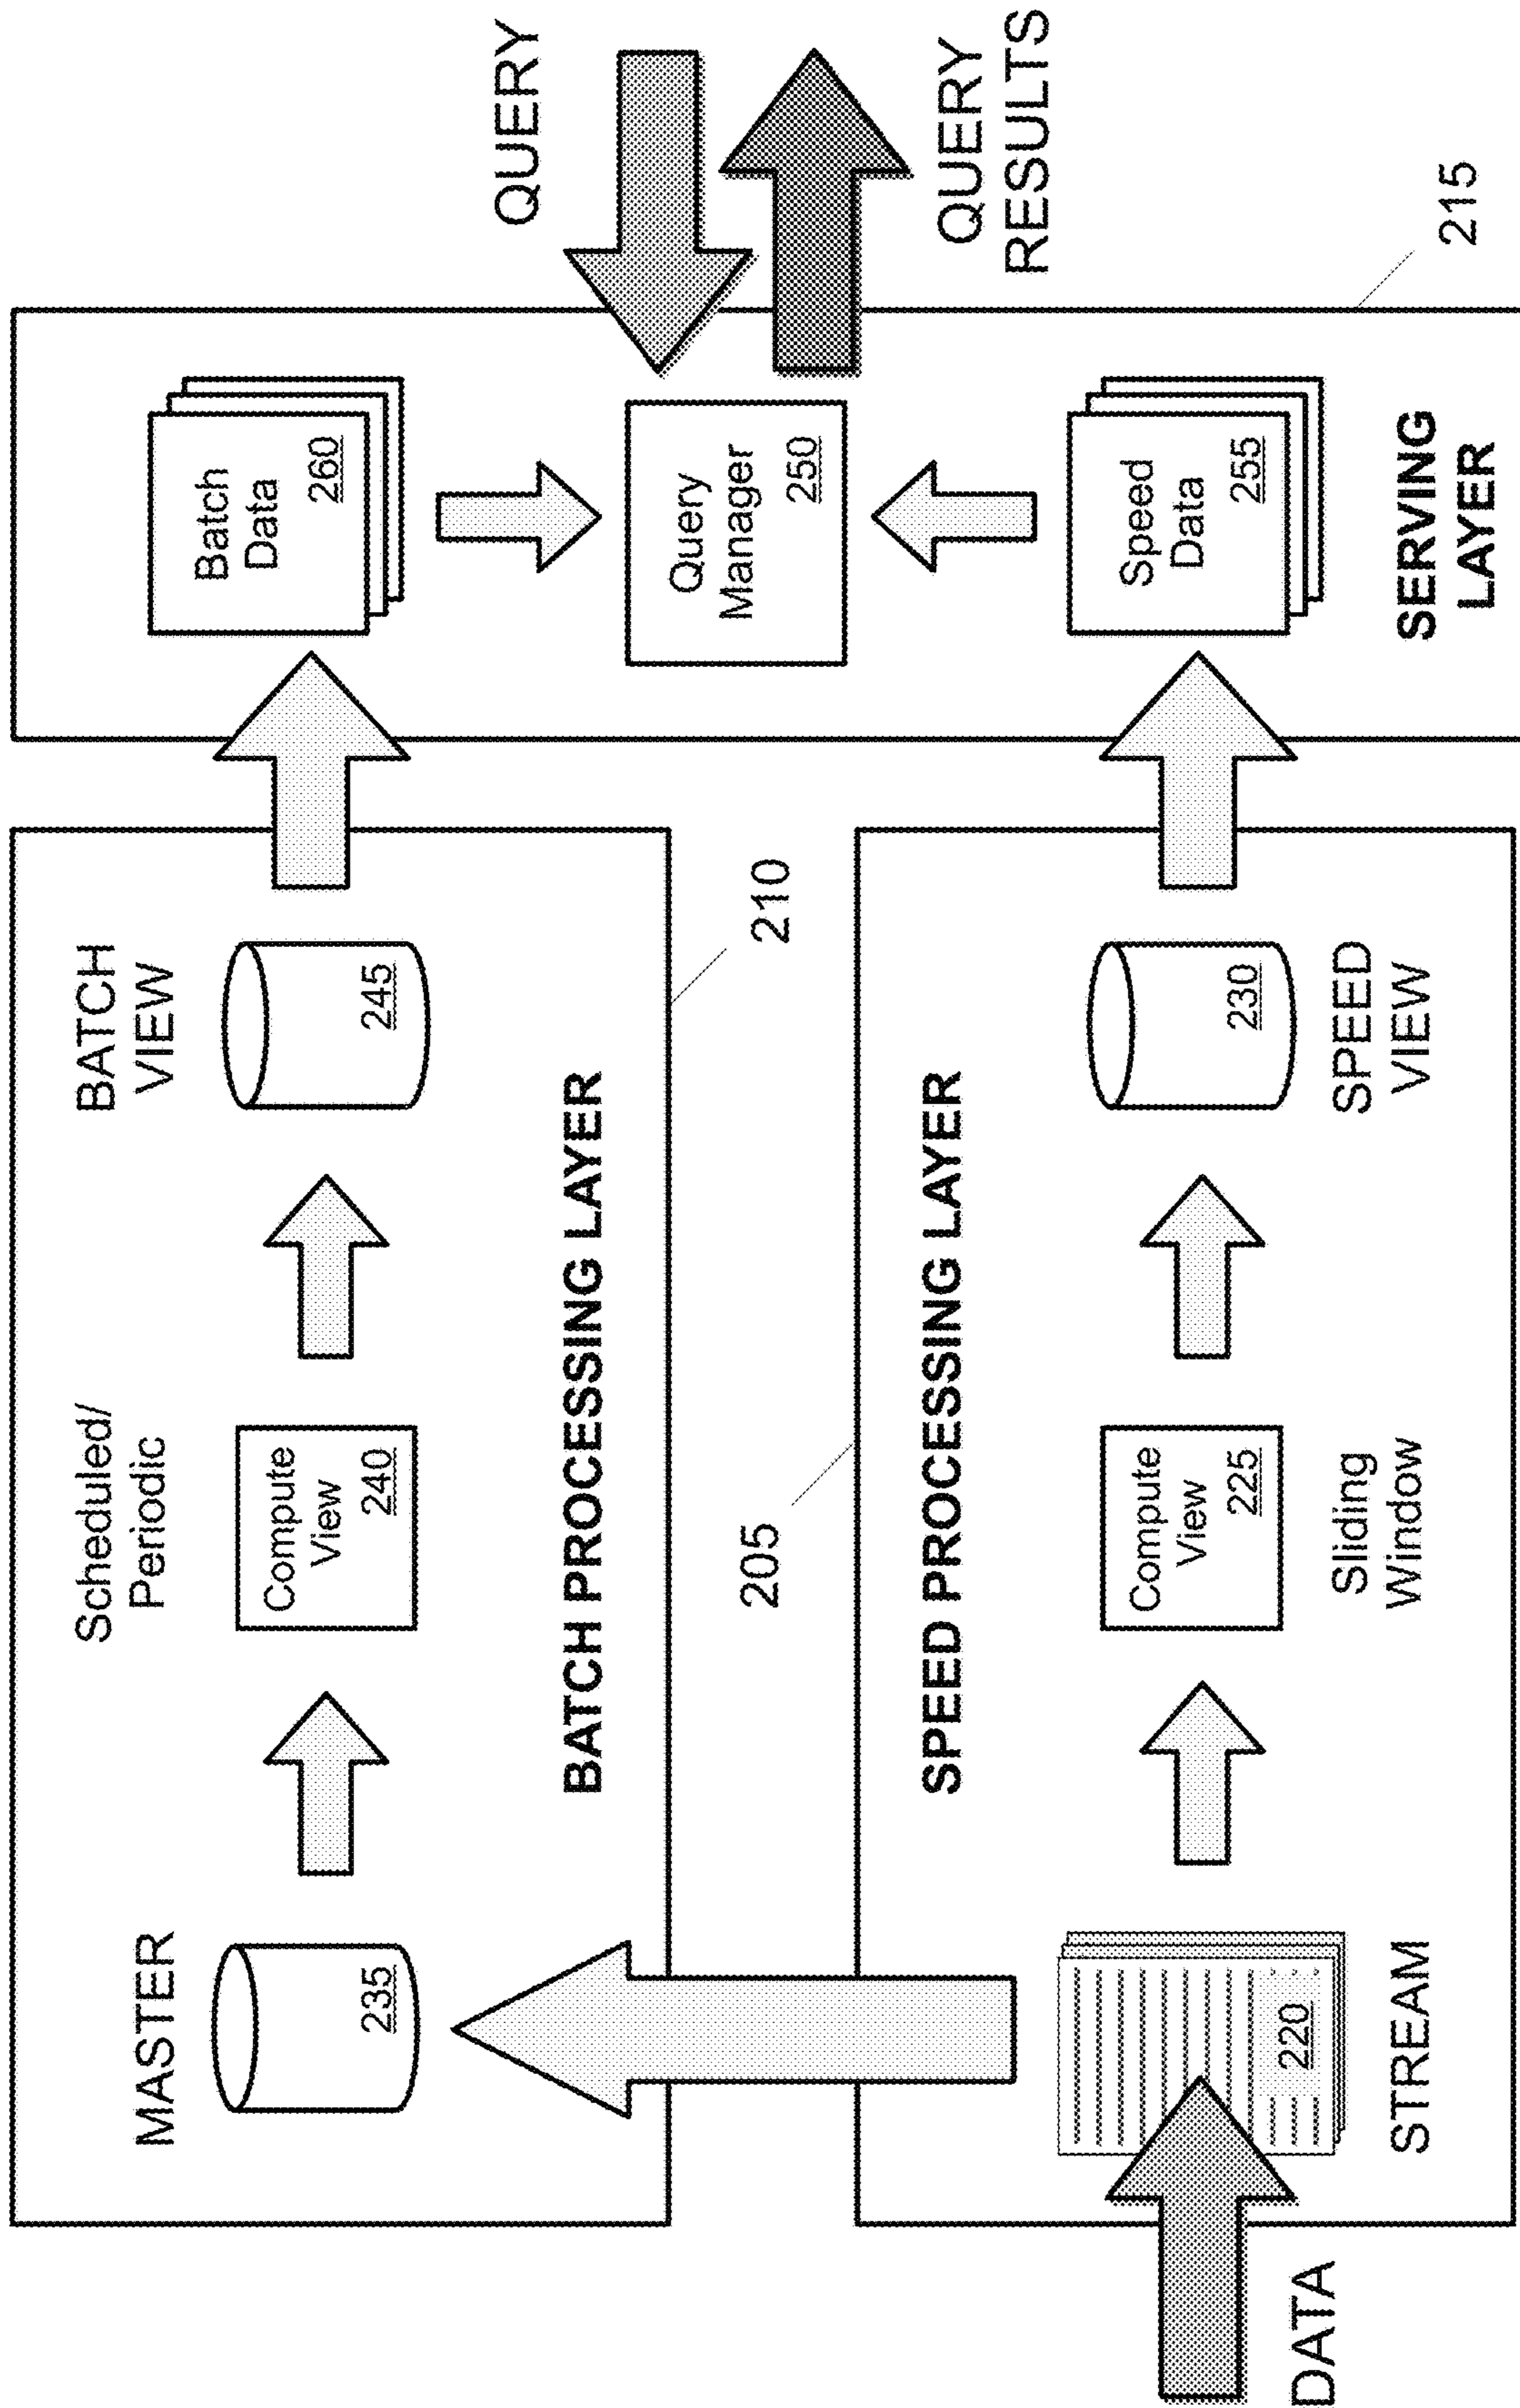 MASTER
235
Scheduled/
Periodic
Compute
View
240
BATCH
VIEW
245
BATCH PROCESSING LAYER
210
205
SPEED PROCESSING LAYER
DATA
220
STREAM
Compute
View
225
Sliding
Window
230
SPEED
VIEW
Batch
Data
260
Query
Manager
250
Speed
Data
255
SERVING
LAYER
QUERY
QUERY
RESULTS
215